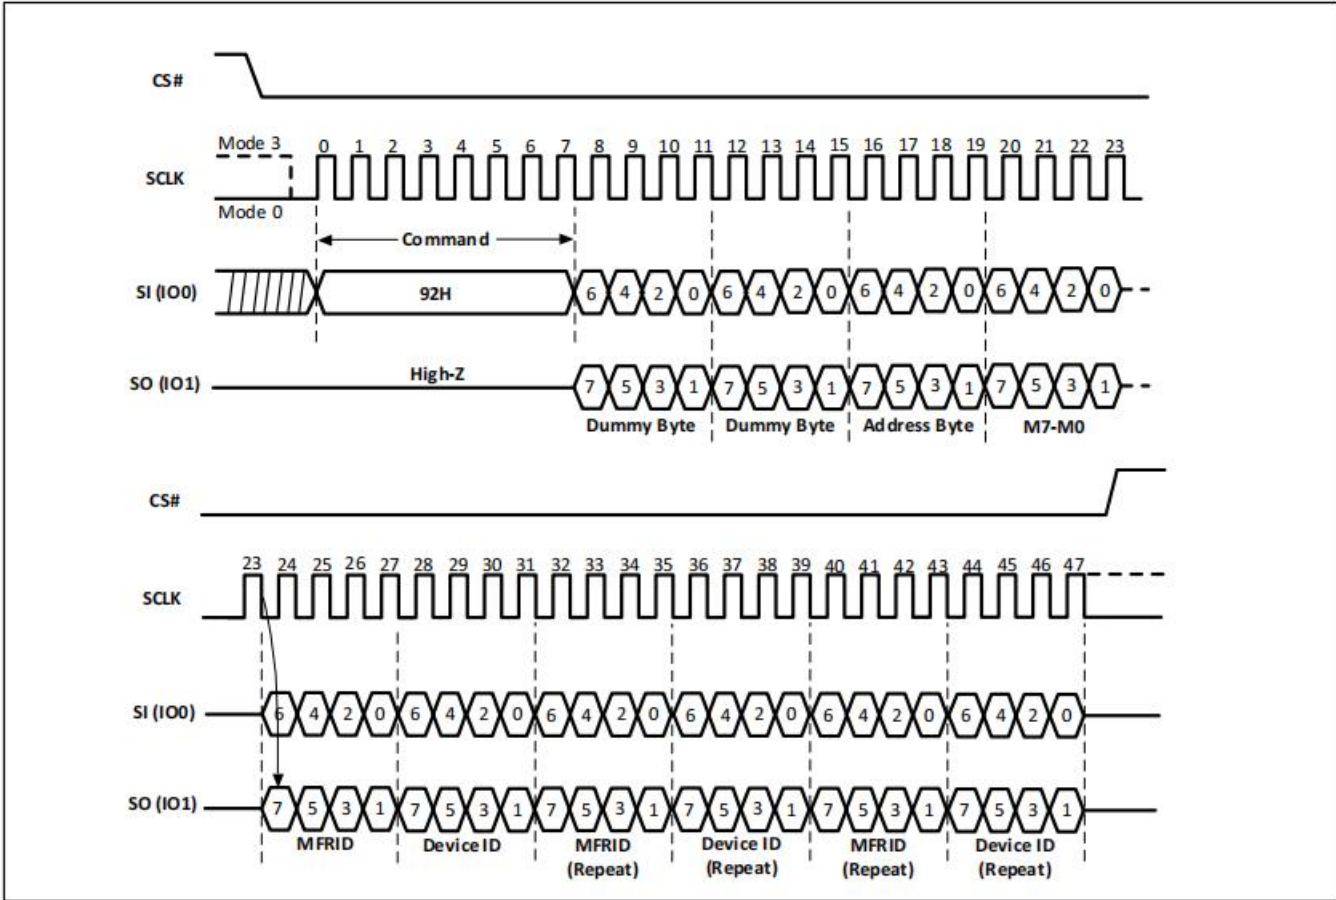 CS#
Mode 3
0 1 2 3 4 5 6 7 8 9 10 11 12 13 14 15 16 17 18 19 20 21 22 23
SCLK
Mode 0
Command
SI (IO0)
92H
6 4 2 0 6 4 2 0 6 4 2 0 6 4 2 0
High-Z
SO (IO1)
7 5 3 1 7 5 3 1 7 5 3 1 7 5 3 1
Dummy Byte Dummy Byte Address Byte M7-M0
CS#
23 24 25 26 27 28 29 30 31 32 33 34 35 36 37 38 39 40 41 42 43 44 45 46 47
SCLK
SI (IO0)
6 4 2 0 6 4 2 0 6 4 2 0 6 4 2 0 6 4 2 0 6 4 2 0
SO (IO1)
7 5 3 1 7 5 3 1 7 5 3 1 7 5 3 1 7 5 3 1 7 5 3 1
MFRID Device ID MFRID Device ID MFRID Device ID
(Repeat) (Repeat) (Repeat) (Repeat)